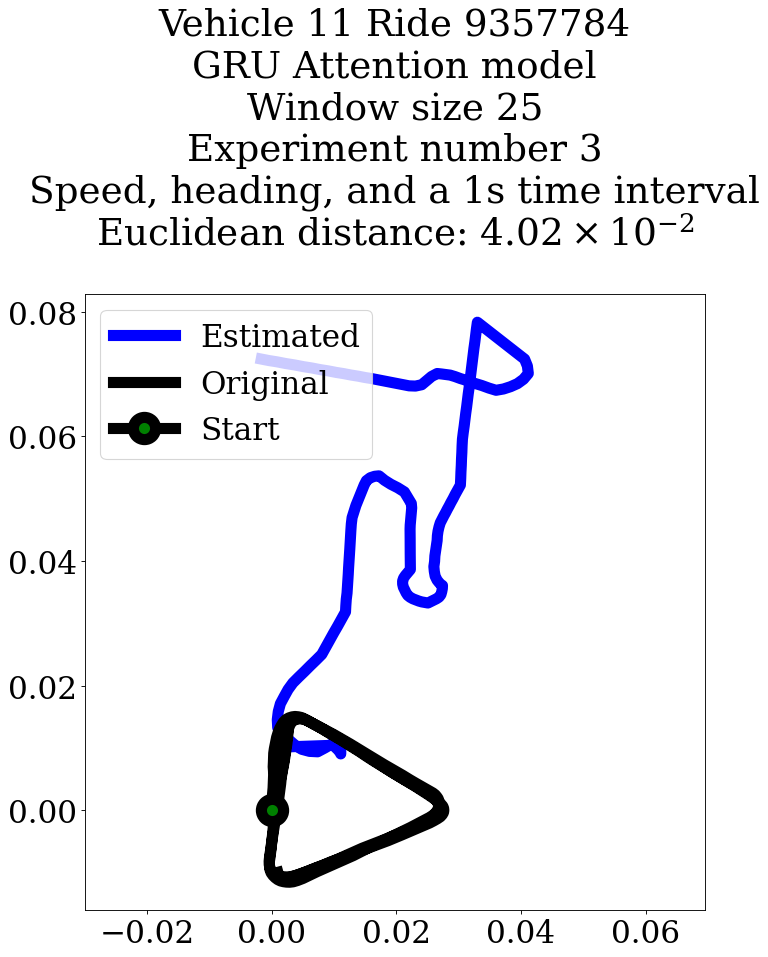 Vehicle 11 Ride 9357784
GRU Attention model
Window size 25
Experiment number 3
Speed, heading, and a 1s time interval
Euclidean distance: 4.02 × 10⁻²
0.08
0.06
0.04
0.02
0.00
Estimated
Original
Start
−0.02 0.00 0.02 0.04 0.06